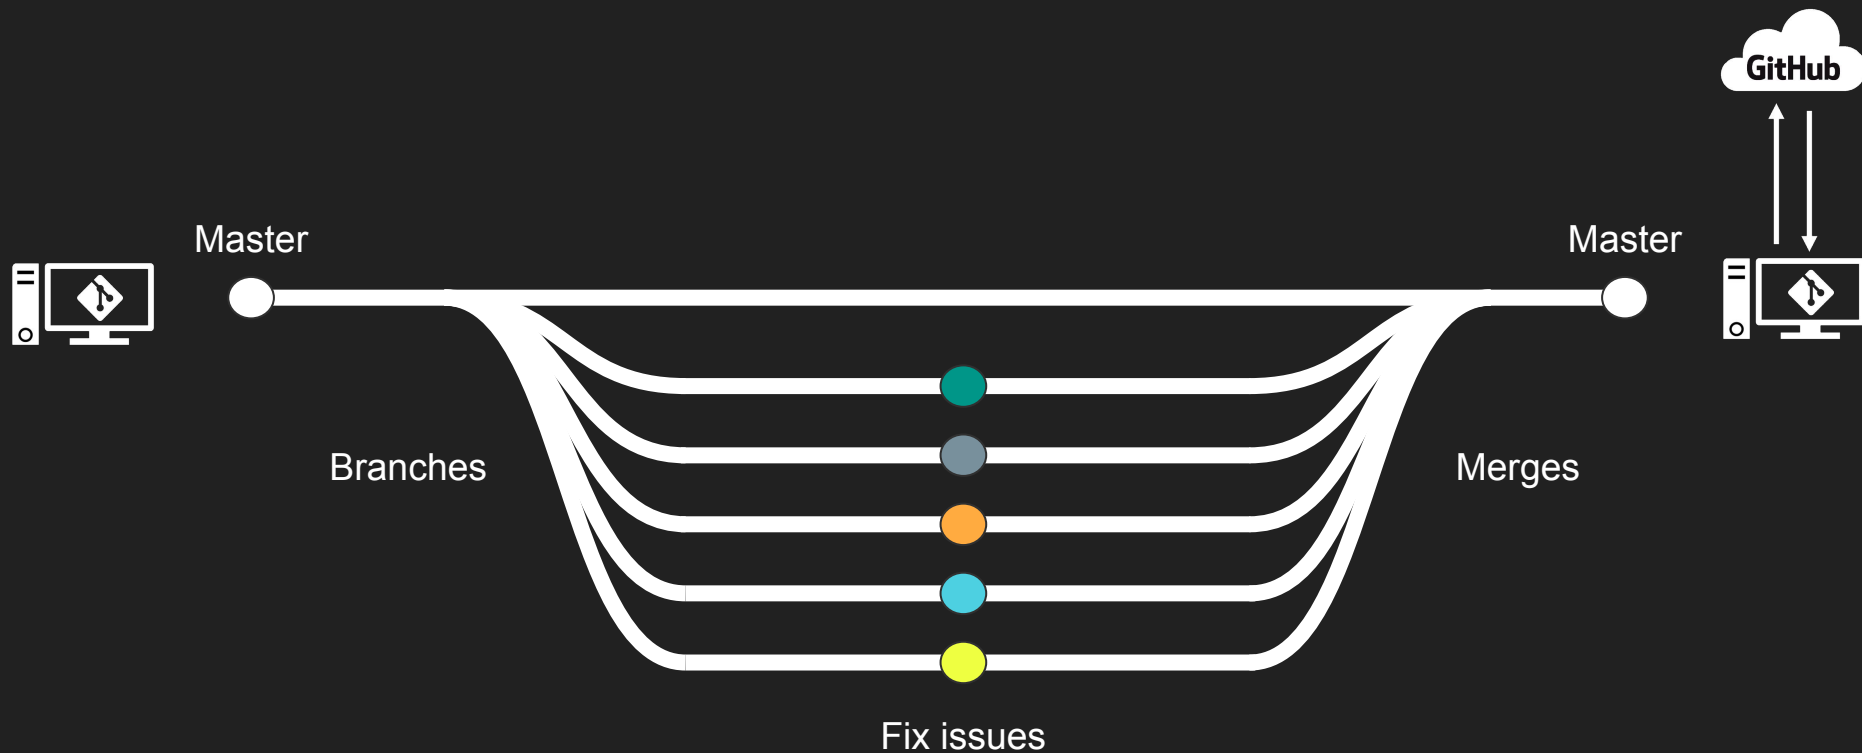 GitHub
Master
Master
Branches
Merges
Fix issues